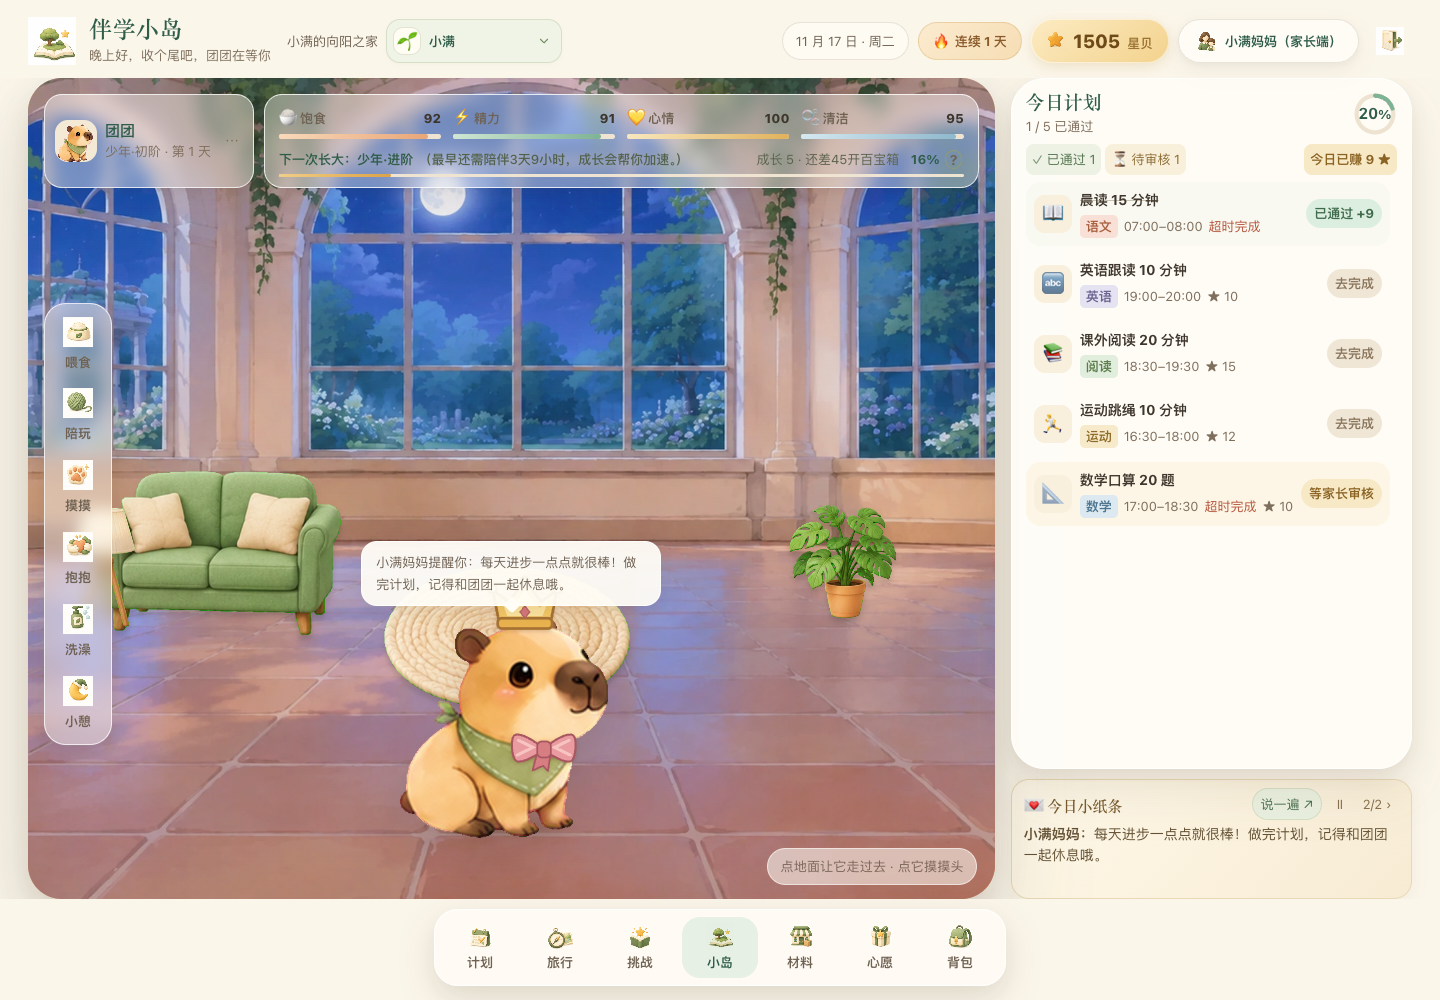 伴学小岛
晚上好，收个尾吧，团团在等你
小满的向阳之家
小满
11 月 17 日 · 周二
连续 1 天
1505 星贝
小满妈妈（家长端）
团团
少年·初阶 · 第 1 天
...
饱食 92
精力 91
心情 100
清洁 95
下一次长大：少年·进阶 （最早还需陪伴3天9小时，成长会帮你加速。）
成长 5 · 还差45开百宝箱 16% ?
喂食
陪玩
摸摸
抱抱
洗澡
小憩
小满妈妈提醒你：每天进步一点点就很棒！做
完计划，记得和团团一起休息哦。
点地面让它走过去 · 点它摸摸头
今日计划
1 / 5 已通过
20%
✓ 已通过 1
待审核 1
今日已赚 9 ★
晨读 15 分钟
语文 07:00–08:00 超时完成
已通过 +9
abc
英语跟读 10 分钟
英语 19:00–20:00 ★ 10
去完成
课外阅读 20 分钟
阅读 18:30–19:30 ★ 15
去完成
运动跳绳 10 分钟
运动 16:30–18:00 ★ 12
去完成
数学口算 20 题
数学 17:00–18:30 超时完成 ★ 10
等家长审核
今日小纸条
说一遍 ↗
2/2 ›
小满妈妈：每天进步一点点就很棒！做完计划，记得和团团
一起休息哦。
计划
旅行
挑战
小岛
材料
心愿
背包